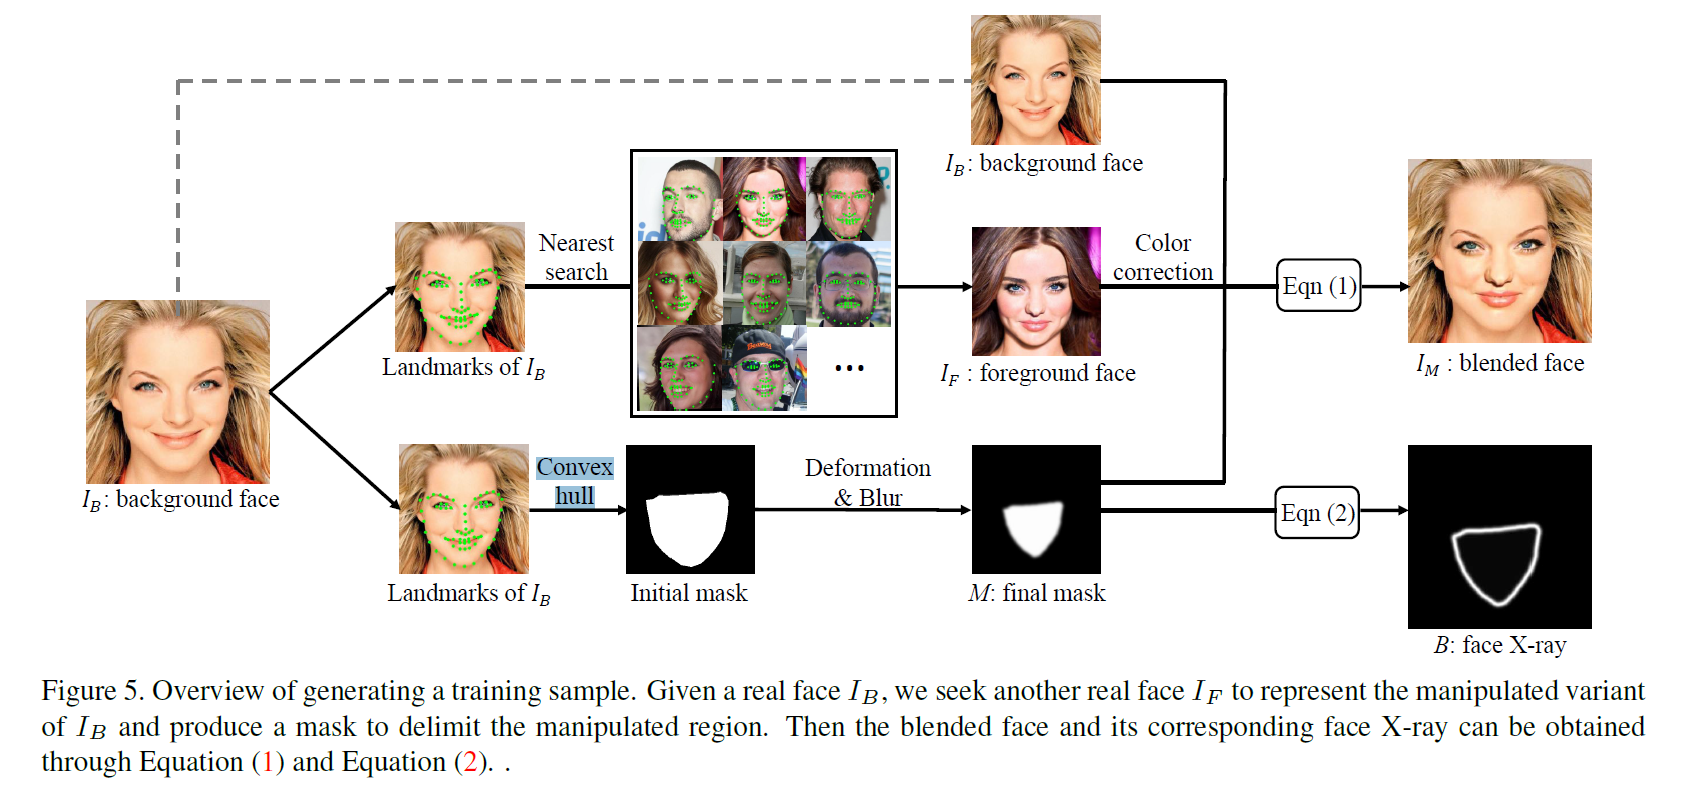 I_B: background face
Nearest
search
Color
correction
Eqn (1)
Landmarks of I_B
I_F : foreground face
I_M : blended face
I_B: background face
Convex
hull
Deformation
& Blur
Eqn (2)
Landmarks of I_B
Initial mask
M: final mask
B: face X-ray
...
Figure 5. Overview of generating a training sample. Given a real face I_B, we seek another real face I_F to represent the manipulated variant
of I_B and produce a mask to delimit the manipulated region. Then the blended face and its corresponding face X-ray can be obtained
through Equation (1) and Equation (2). .